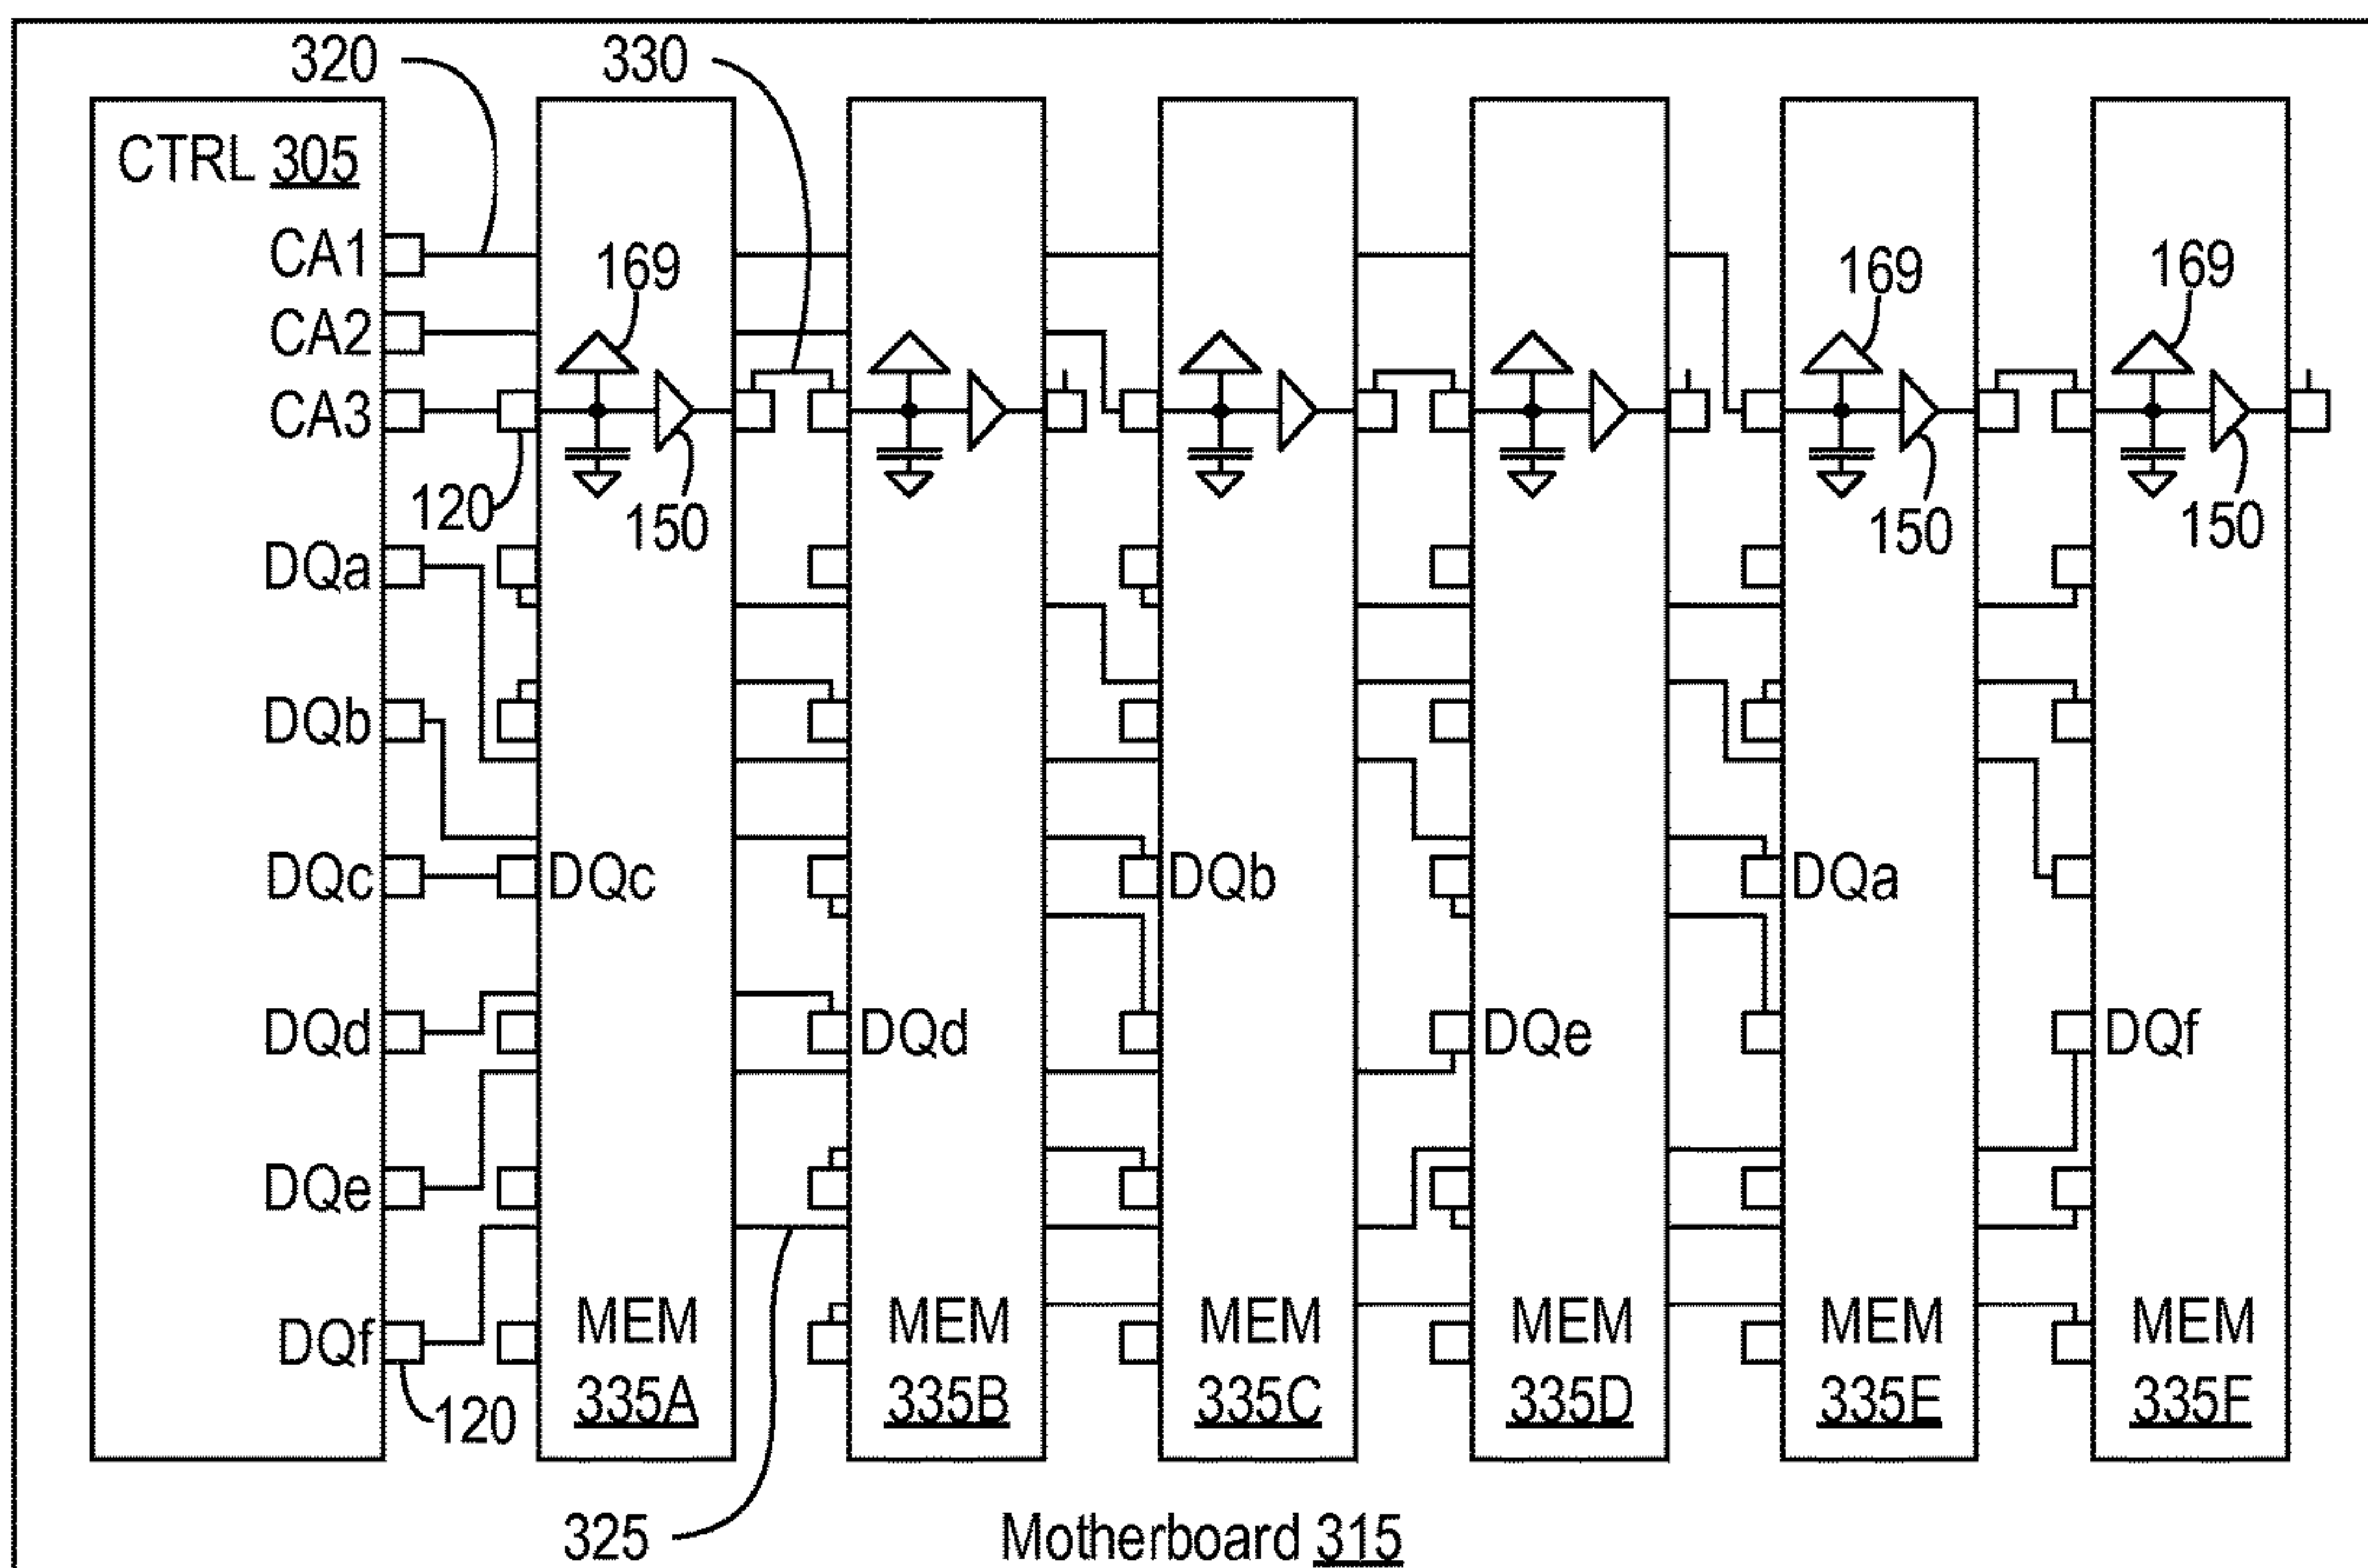 320 330
CTRL 305
CA1 169 169 169
CA2
CA3
120 150 150 150
DQa
DQb
DQc DQc DQb DQa
DQd DQd DQe DQf
DQe
DQf MEM MEM MEM MEM MEM MEM
120 335A 335B 335C 335D 335E 335F
325 Motherboard 315